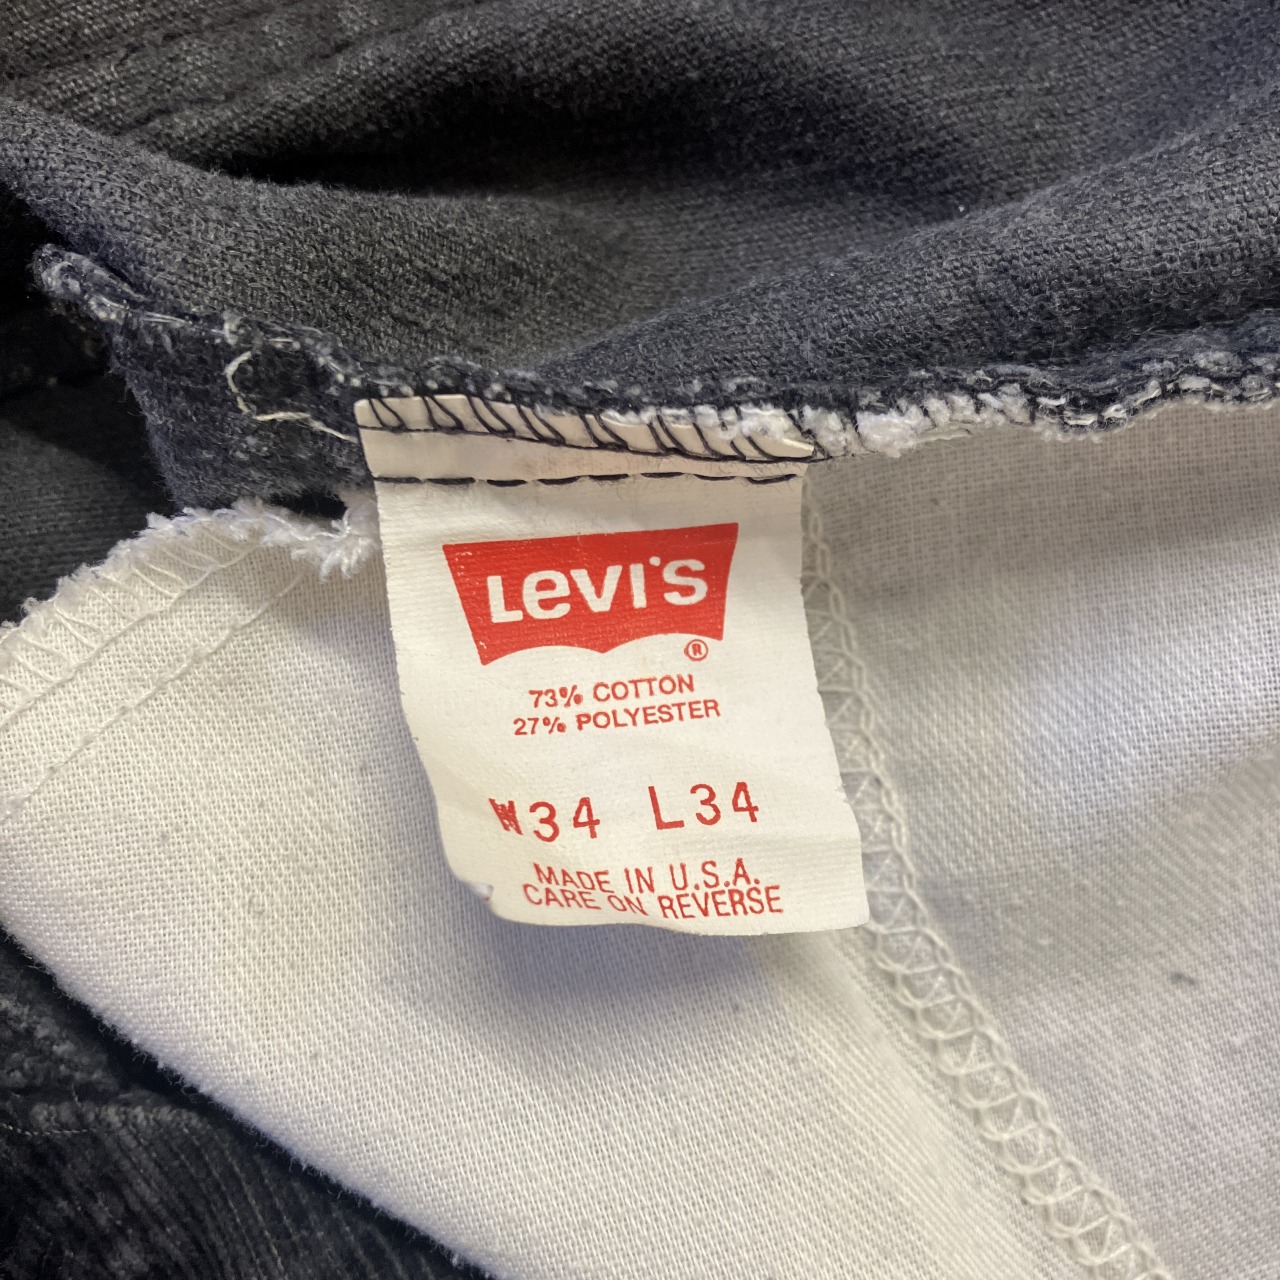 LEVI'S
®
73% COTTON
27% POLYESTER
W34 L34
MADE IN U.S.A.
CARE ON REVERSE